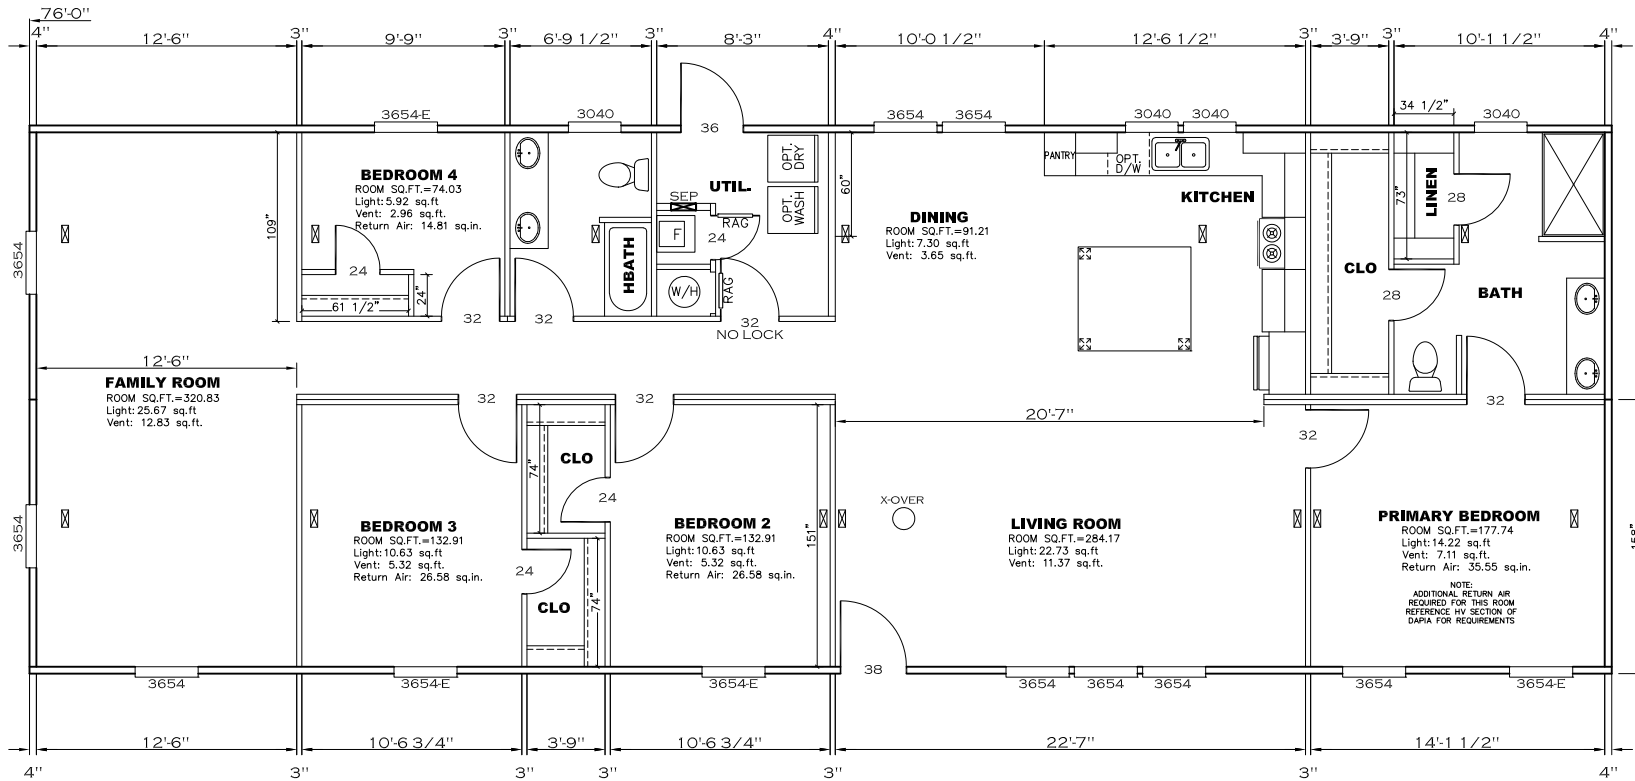 76'-0"
4" 12'-6" 3" 9'-9" 3" 6'-9 1/2" 3" 8'-3" 4" 10'-0 1/2" 12'-6 1/2" 3" 3'-9" 3" 10'-1 1/2" 4"
3654-E 3040 36 3654 3654 3040 3040 34 1/2" 3040
BEDROOM 4
ROOM SQ.FT.=74.03
Light: 5.92 sq.ft
Vent: 2.96 sq.ft.
Return Air: 14.81 sq.in.
109"
24
61 1/2"
24"
HBATH
UTIL.
SEP
F
RAG
24
W/H
RAG
OPT. DRY
OPT. WASH
60"
32 32 32
NO LOCK
DINING
ROOM SQ.FT.=91.21
Light: 7.30 sq.ft
Vent: 3.65 sq.ft.
PANTRY
OPT.
D/W
KITCHEN
CLO
28
LINEN
73"
28
BATH
32
3654
12'-6"
FAMILY ROOM
ROOM SQ.FT.=320.83
Light: 25.67 sq.ft
Vent: 12.83 sq.ft.
3654
32 32
20'-7"
32
BEDROOM 3
ROOM SQ.FT.=132.91
Light: 10.63 sq.ft
Vent: 5.32 sq.ft.
Return Air: 26.58 sq.in.
CLO
74"
24
24
CLO
74"
BEDROOM 2
ROOM SQ.FT.=132.91
Light: 10.63 sq.ft
Vent: 5.32 sq.ft.
Return Air: 26.58 sq.in.
151"
X-OVER
LIVING ROOM
ROOM SQ.FT.=284.17
Light: 22.73 sq.ft
Vent: 11.37 sq.ft.
PRIMARY BEDROOM
ROOM SQ.FT.=177.74
Light: 14.22 sq.ft
Vent: 7.11 sq.ft.
Return Air: 35.55 sq.in.
NOTE:
ADDITIONAL RETURN AIR
REQUIRED FOR THIS ROOM
REFERENCE HV SECTION OF
DAPIA FOR REQUIREMENTS
158"
3654 3654-E 3654-E 38 3654 3654 3654 3654 3654-E
12'-6" 10'-6 3/4" 3'-9" 10'-6 3/4" 22'-7" 14'-1 1/2"
4" 3" 3" 3" 3" 3" 4"